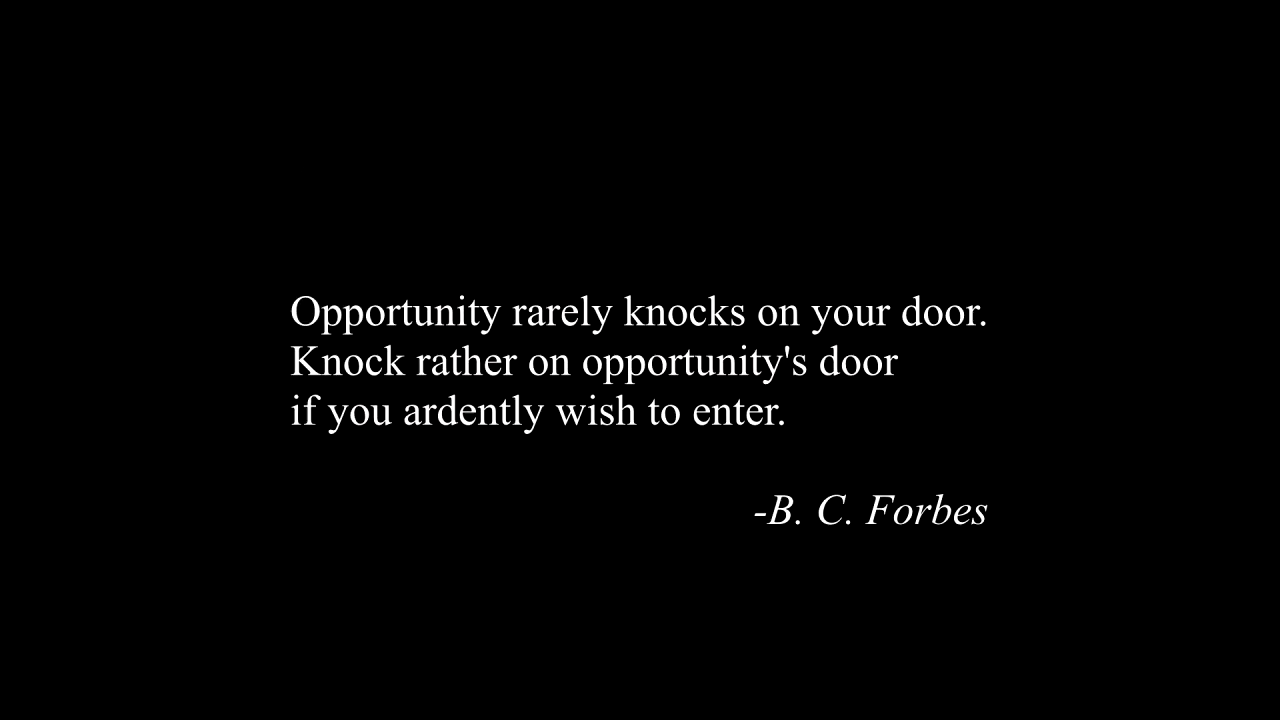 Opportunity rarely knocks on your door.
Knock rather on opportunity's door
if you ardently wish to enter.
-B. C. Forbes